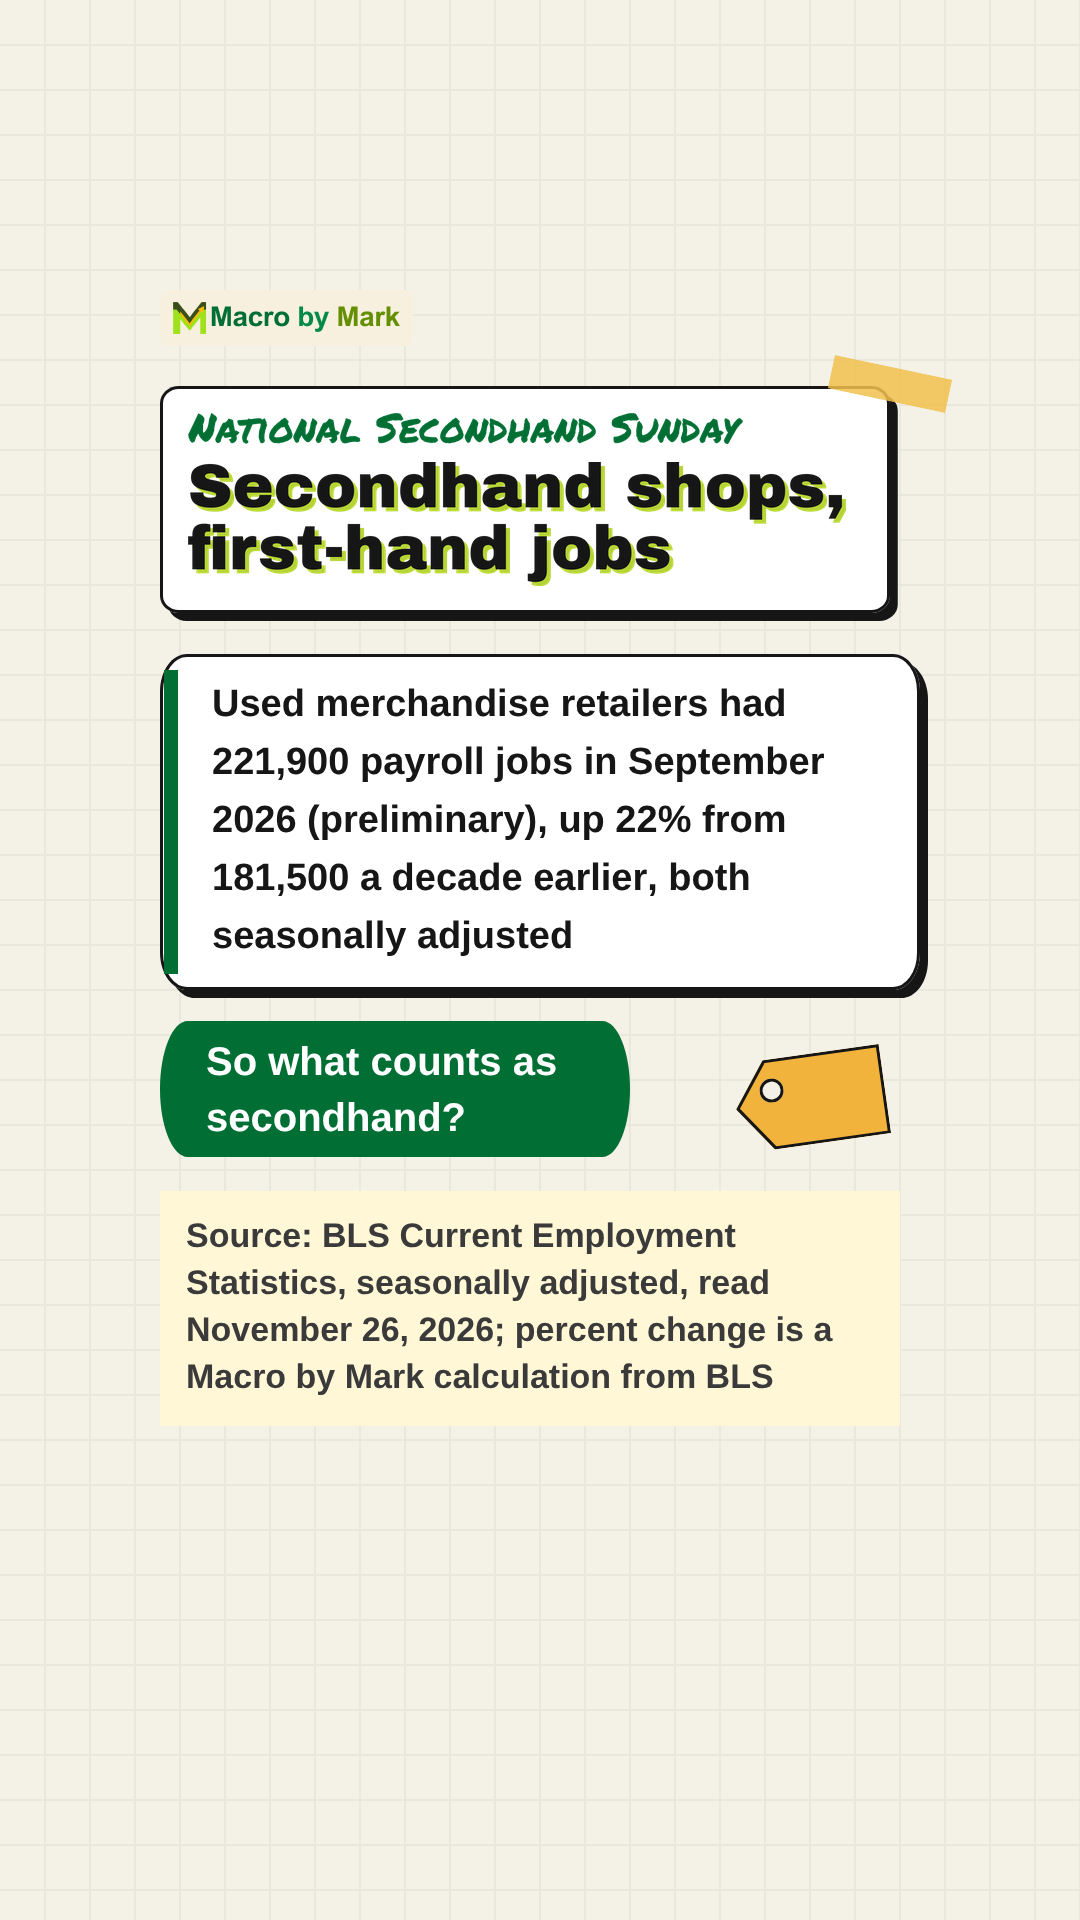 Macro by Mark
National Secondhand Sunday
Secondhand shops,
first-hand jobs
Used merchandise retailers had
221,900 payroll jobs in September
2026 (preliminary), up 22% from
181,500 a decade earlier, both
seasonally adjusted
So what counts as
secondhand?
Source: BLS Current Employment
Statistics, seasonally adjusted, read
November 26, 2026; percent change is a
Macro by Mark calculation from BLS